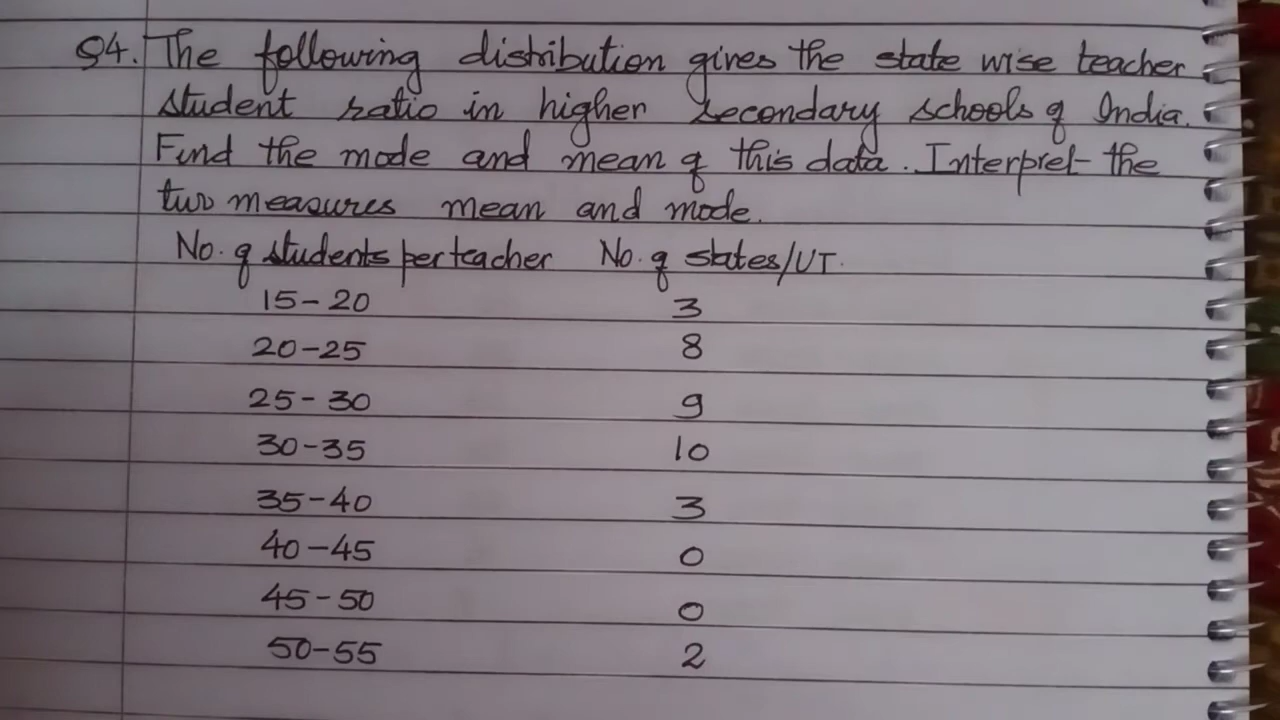 Q4. The following distribution gives the state wise teacher
student ratio in higher secondary schools of India.
Find the mode and mean of this data. Interpret the
two measures mean and mode.
No. of students per teacher No. of states/UT.
15-20 3
20-25 8
25-30 9
30-35 10
35-40 3
40-45 0
45-50 0
50-55 2